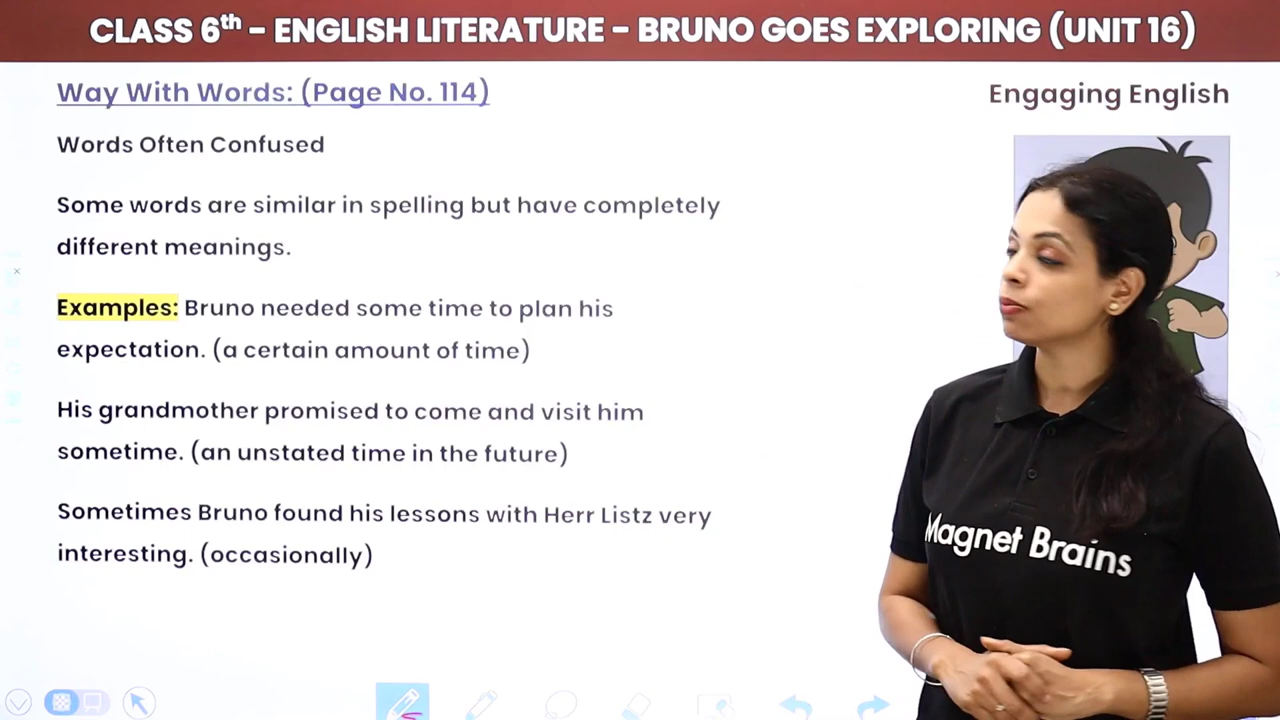 CLASS 6th - ENGLISH LITERATURE - BRUNO GOES EXPLORING (UNIT 16)
Way With Words: (Page No. 114)
Engaging English
Words Often Confused
Some words are similar in spelling but have completely
different meanings.
Examples: Bruno needed some time to plan his
expectation. (a certain amount of time)
His grandmother promised to come and visit him
sometime. (an unstated time in the future)
Sometimes Bruno found his lessons with Herr Listz very
interesting. (occasionally)
Magnet Brains